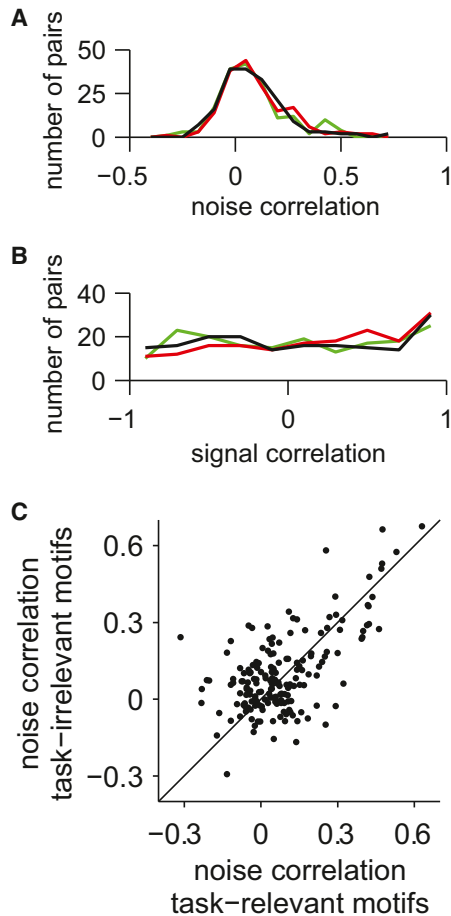 A
number of pairs
50
25
0
−0.5
0
0.5
1
noise correlation
B
number of pairs
40
20
0
−1
0
1
signal correlation
C
noise correlation
task−irrelevant motifs
0.6
0.3
0
−0.3
−0.3
0
0.3
0.6
noise correlation
task−relevant motifs